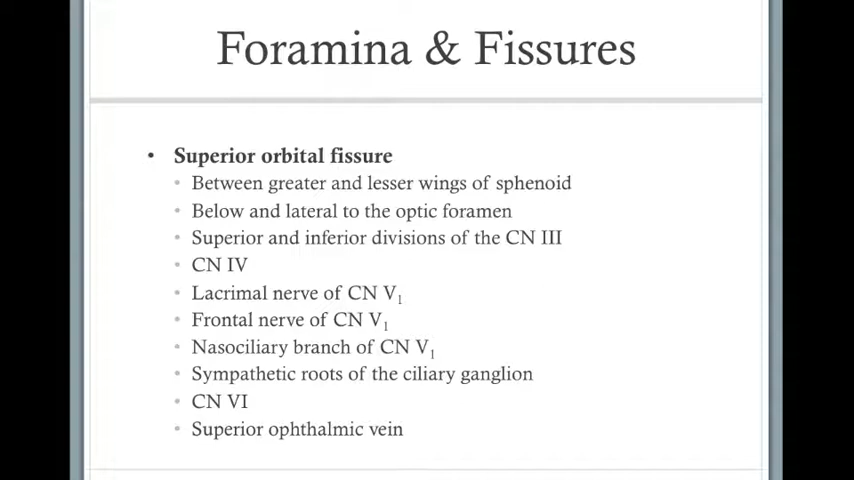 Foramina & Fissures
• Superior orbital fissure
• Between greater and lesser wings of sphenoid
• Below and lateral to the optic foramen
• Superior and inferior divisions of the CN III
• CN IV
• Lacrimal nerve of CN V₁
• Frontal nerve of CN V₁
• Nasociliary branch of CN V₁
• Sympathetic roots of the ciliary ganglion
• CN VI
• Superior ophthalmic vein